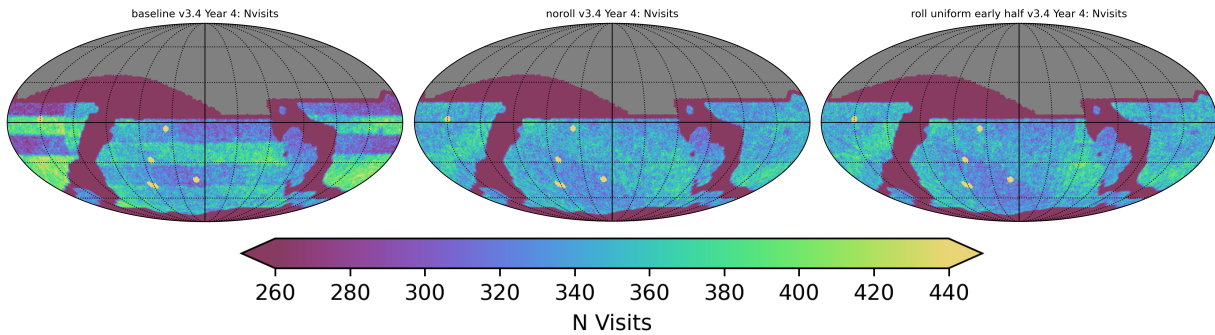 baseline v3.4 Year 4: Nvisits
noroll v3.4 Year 4: Nvisits
roll uniform early half v3.4 Year 4: Nvisits
260 280 300 320 340 360 380 400 420 440
N Visits